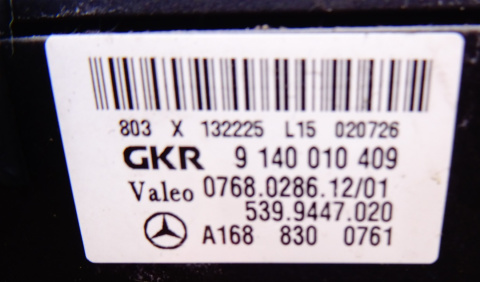 803 X 132225 L15 020726
GKR 9 140 010 409
Valeo 0768.0286.12/01
539.9447.020
A168 830 0761